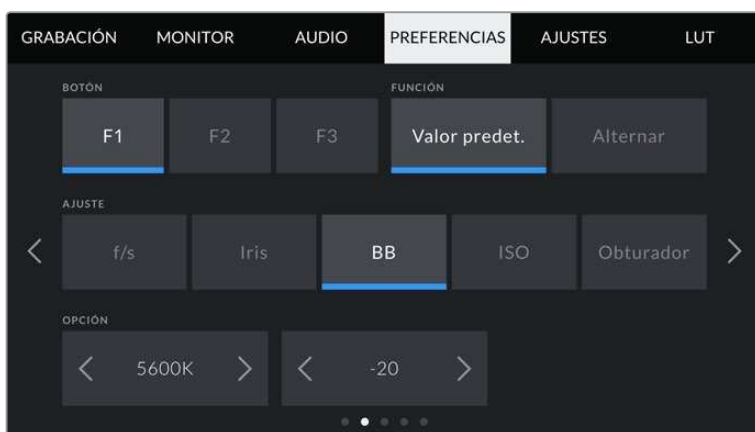 GRABACIÓN MONITOR AUDIO PREFERENCIAS AJUSTES LUT
BOTÓN FUNCIÓN
F1 F2 F3 Valor predet. Alternar
AJUSTE
f/s Iris BB ISO Obturador
OPCIÓN
5600K -20